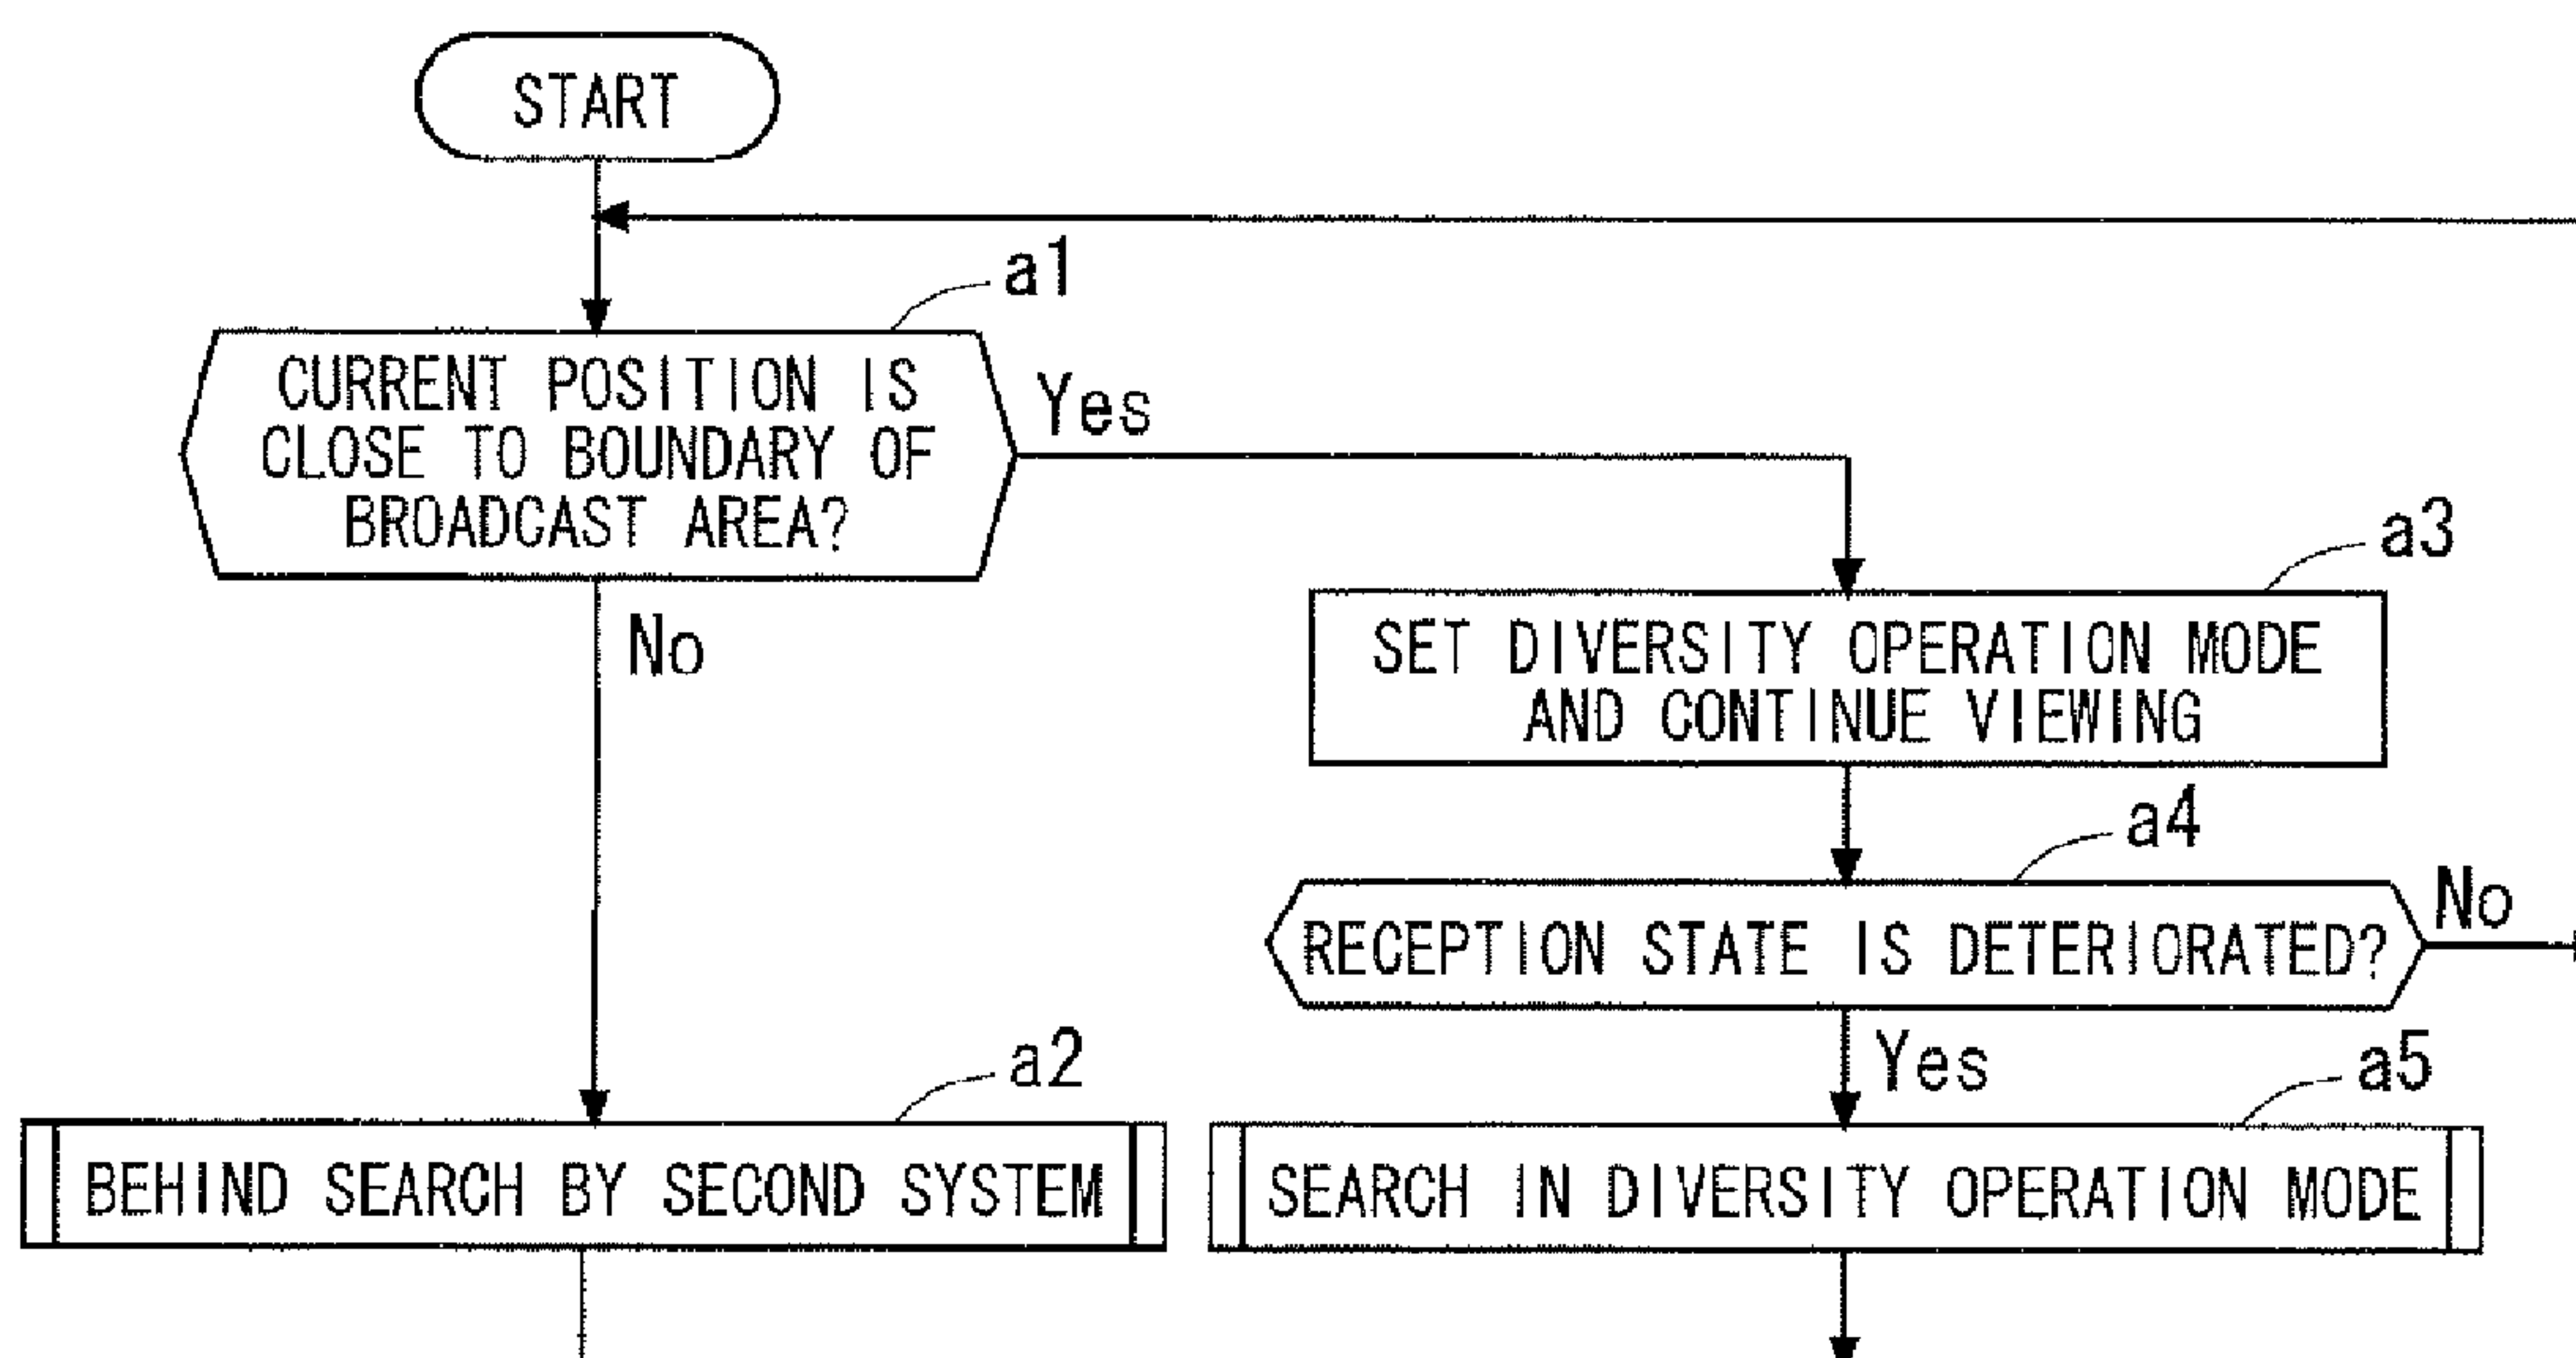 START
a1
CURRENT POSITION IS
CLOSE TO BOUNDARY OF
BROADCAST AREA?
Yes
No
a3
SET DIVERSITY OPERATION MODE
AND CONTINUE VIEWING
a4
RECEPTION STATE IS DETERIORATED?
No
Yes
a2
BEHIND SEARCH BY SECOND SYSTEM
a5
SEARCH IN DIVERSITY OPERATION MODE